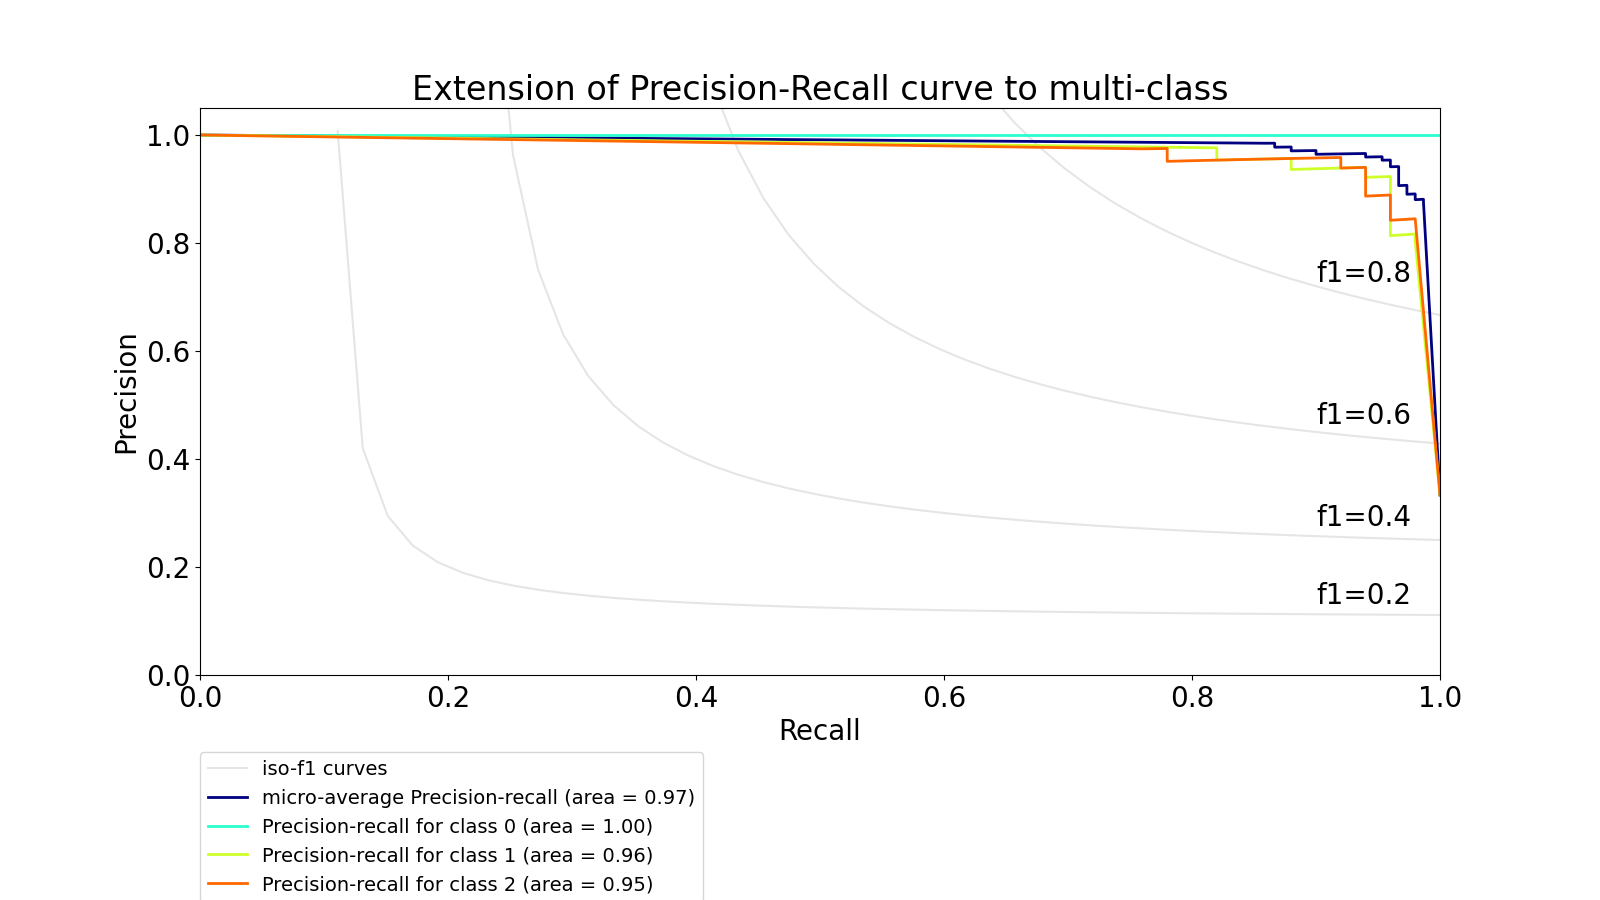 Extension of Precision-Recall curve to multi-class
1.0
0.8
0.6
0.4
0.2
0.0
Precision
f1=0.8
f1=0.6
f1=0.4
f1=0.2
0.0 0.2 0.4 0.6 0.8 1.0
Recall
iso-f1 curves
micro-average Precision-recall (area = 0.97)
Precision-recall for class 0 (area = 1.00)
Precision-recall for class 1 (area = 0.96)
Precision-recall for class 2 (area = 0.95)